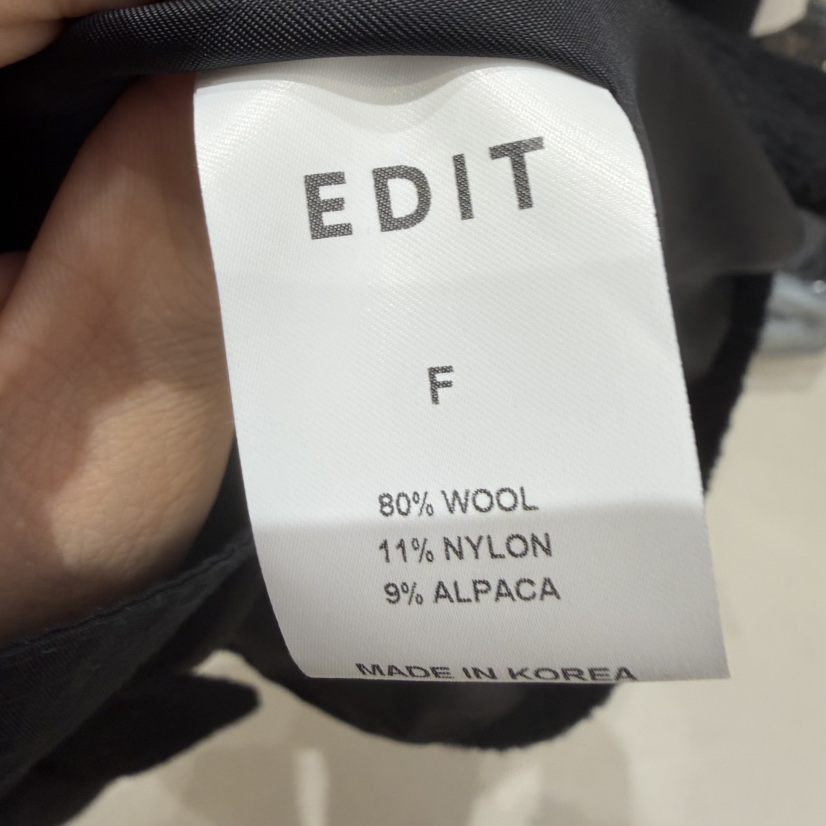 EDIT
F
80% WOOL
11% NYLON
9% ALPACA
MADE IN KOREA